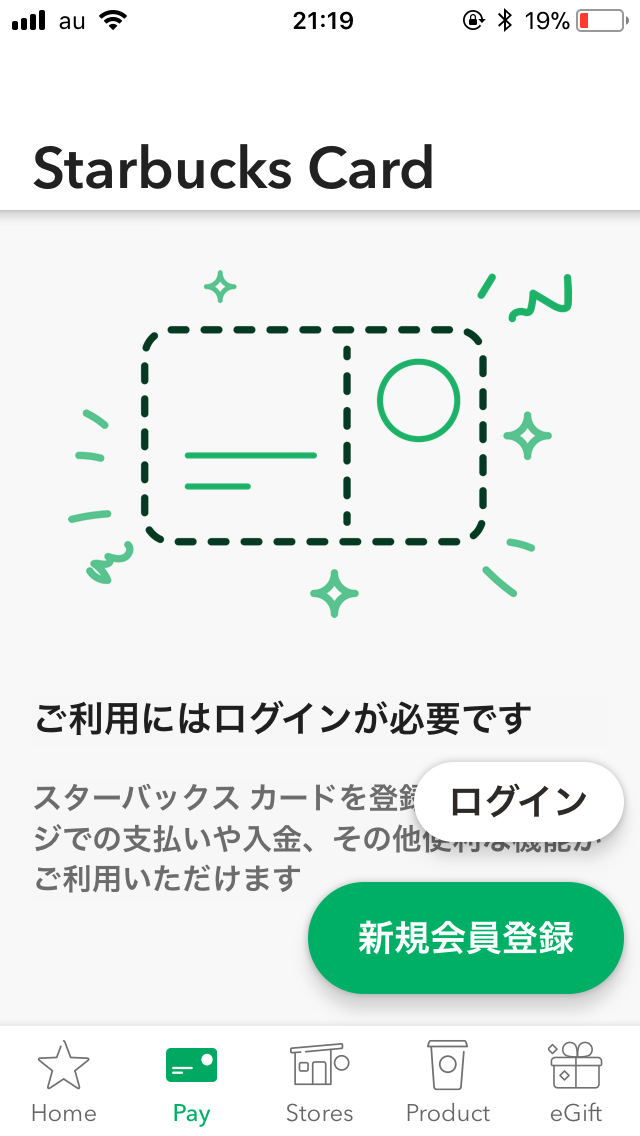 au 21:19 19%
Starbucks Card
ご利用にはログインが必要です
スターバックス カードを登
ジでの支払いや入金、その他便利な機能が
ご利用いただけます
ログイン
新規会員登録
Home Pay Stores Product eGift